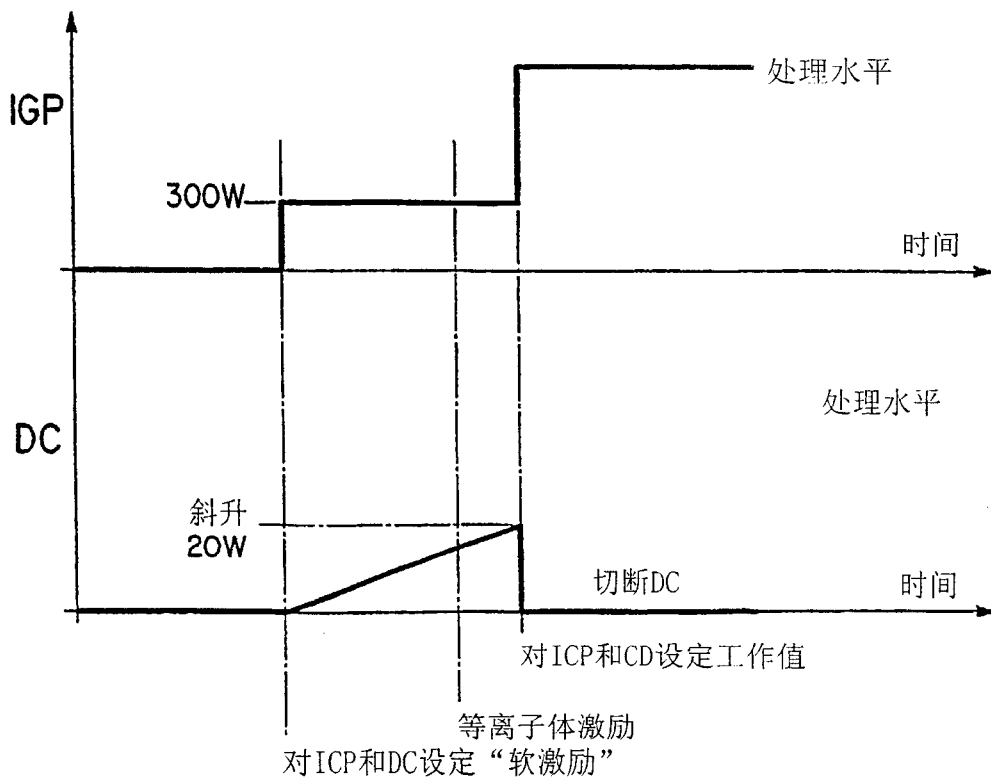 处理水平
IGP
300W
时间
处理水平
DC
斜升
20W
切断DC
时间
对ICP和CD设定工作值
等离子体激励
对ICP和DC设定“软激励”